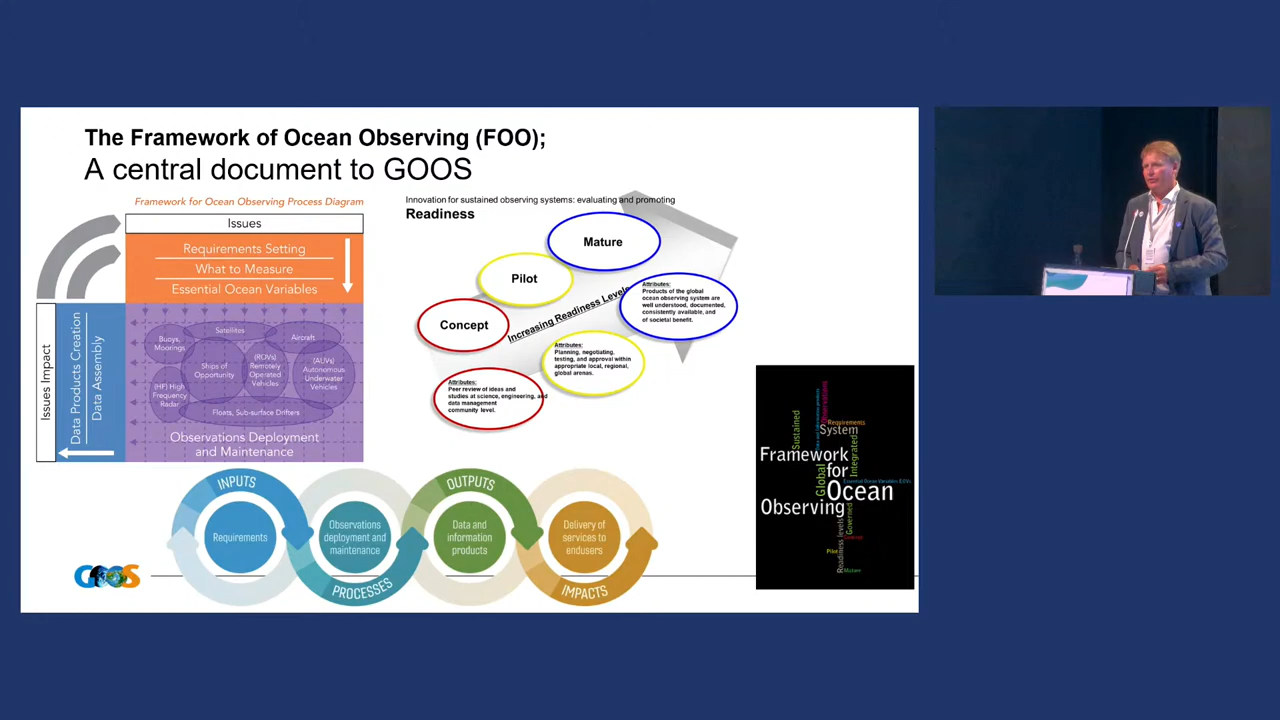 The Framework of Ocean Observing (FOO);
A central document to GOOS
Framework for Ocean Observing Process Diagram
Issues
Requirements Setting
What to Measure
Essential Ocean Variables
Issues Impact
Data Products Creation
Data Assembly
Satellites
Buoys,
Moorings
Aircraft
Ships of
Opportunity
(ROVs)
Remotely
Operated
Vehicles
(AUVs)
Autonomous
Underwater
Vehicles
(HF) High
Frequency
Radar
Floats, Sub-surface Drifters
Observations Deployment
and Maintenance
Innovation for sustained observing systems: evaluating and promoting
Readiness
Mature
Pilot
Concept
Increasing Readiness Levels
Attributes:
Products of the global
ocean observing system are
well understood, documented,
consistently available, and
of societal benefit.
Attributes:
Planning, negotiating,
testing, and approval within
appropriate local, regional,
global arenas.
Attributes:
Peer review of ideas and
studies at science, engineering, and
data management
community level.
INPUTS
Requirements
Observations
deployment and
maintenance
PROCESSES
OUTPUTS
Data and
information
products
Delivery of
services to
endusers
IMPACTS
GOOS
Observations
Sustained
Requirements
System
Integrated
Framework
for
Global
Essential Ocean Variables EOVs
Ocean
Observing
Governed
Readiness levels
Pilot
Mature